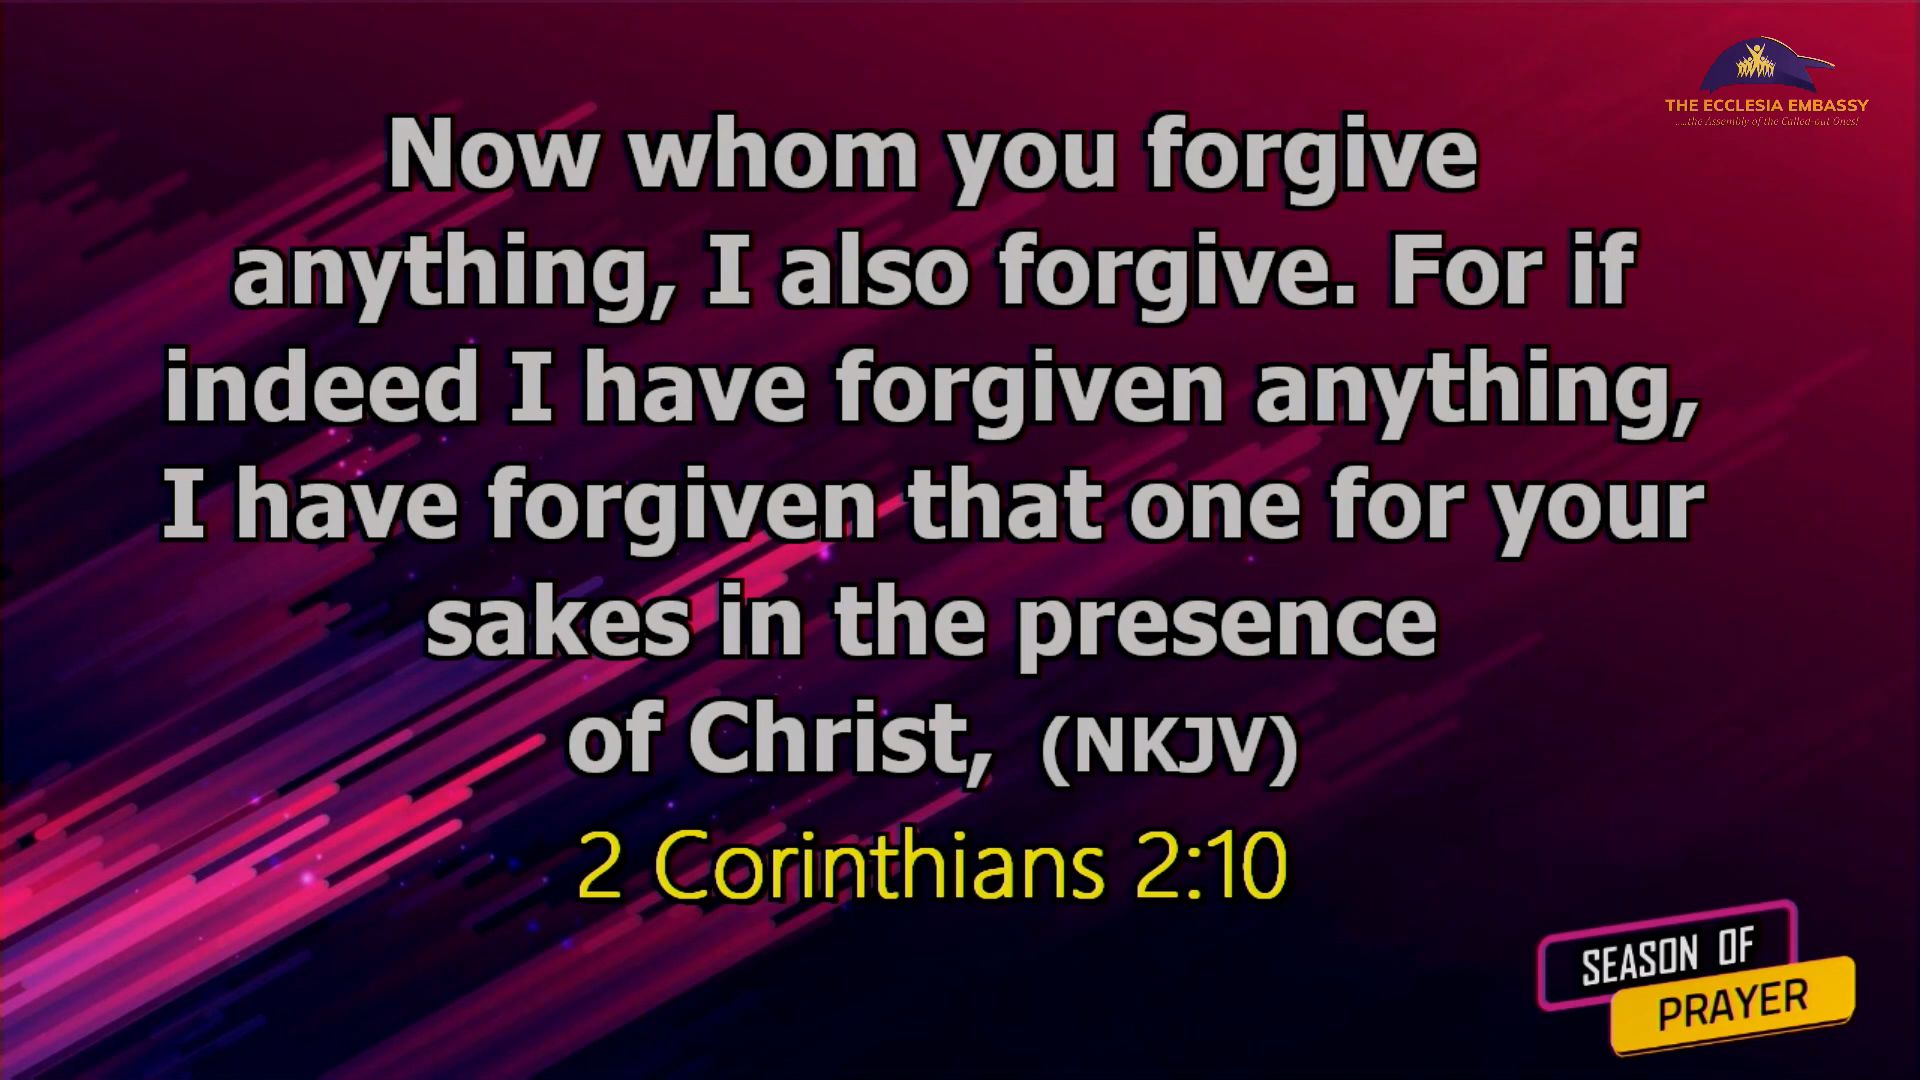 THE ECCLESIA EMBASSY
.....the Assembly of the Called-out Ones!
Now whom you forgive
anything, I also forgive. For if
indeed I have forgiven anything,
I have forgiven that one for your
sakes in the presence
of Christ, (NKJV)
2 Corinthians 2:10
SEASON OF
PRAYER